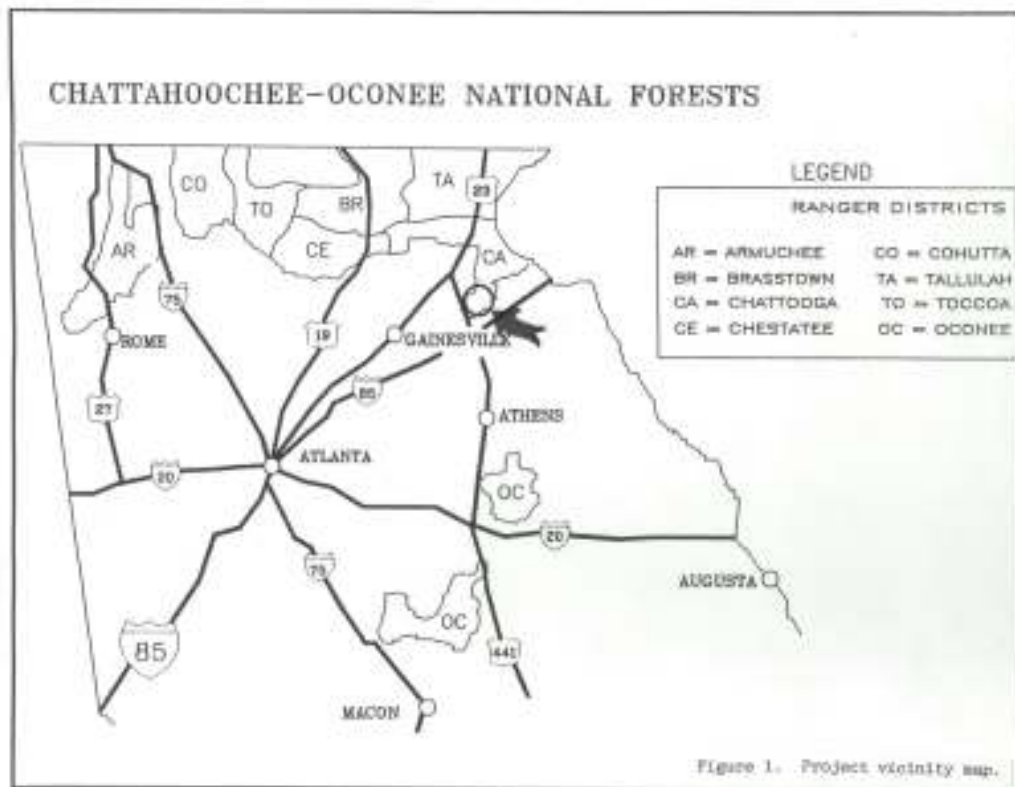 CHATTAHOOCHEE-OCONEE NATIONAL FORESTS
LEGEND
RANGER DISTRICTS
AR = ARMUCHEE CO = COHUTTA
BR = BRASSTOWN TA = TALLULAH
CA = CHATTOOGA TO = TOCCOA
CE = CHESTATEE OC = OCONEE
CO
TO
BR
TA
23
AR
CE
CA
75
ROME
19
GAINESVILLE
85
27
ATHENS
ATLANTA
20
OC
20
75
AUGUSTA
OC
85
441
MACON
Figure 1. Project vicinity map.